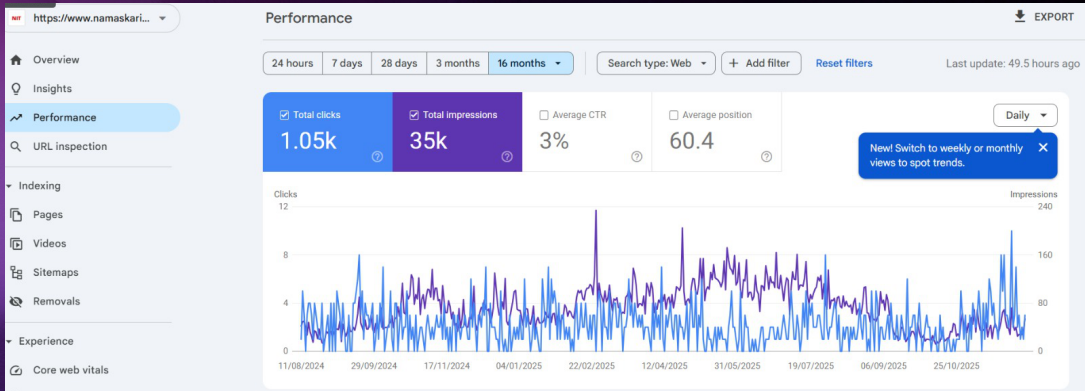 NIT https://www.namaskari...
Performance
EXPORT
Overview
Insights
Performance
URL inspection
Indexing
Pages
Videos
Sitemaps
Removals
Experience
Core web vitals
24 hours 7 days 28 days 3 months 16 months
Search type: Web
+ Add filter
Reset filters
Last update: 49.5 hours ago
Total clicks
1.05k
Total impressions
35k
Average CTR
3%
Average position
60.4
Daily
New! Switch to weekly or monthly
views to spot trends.
Clicks
12
8
4
0
Impressions
240
160
80
0
11/08/2024 29/09/2024 17/11/2024 04/01/2025 22/02/2025 12/04/2025 31/05/2025 19/07/2025 06/09/2025 25/10/2025